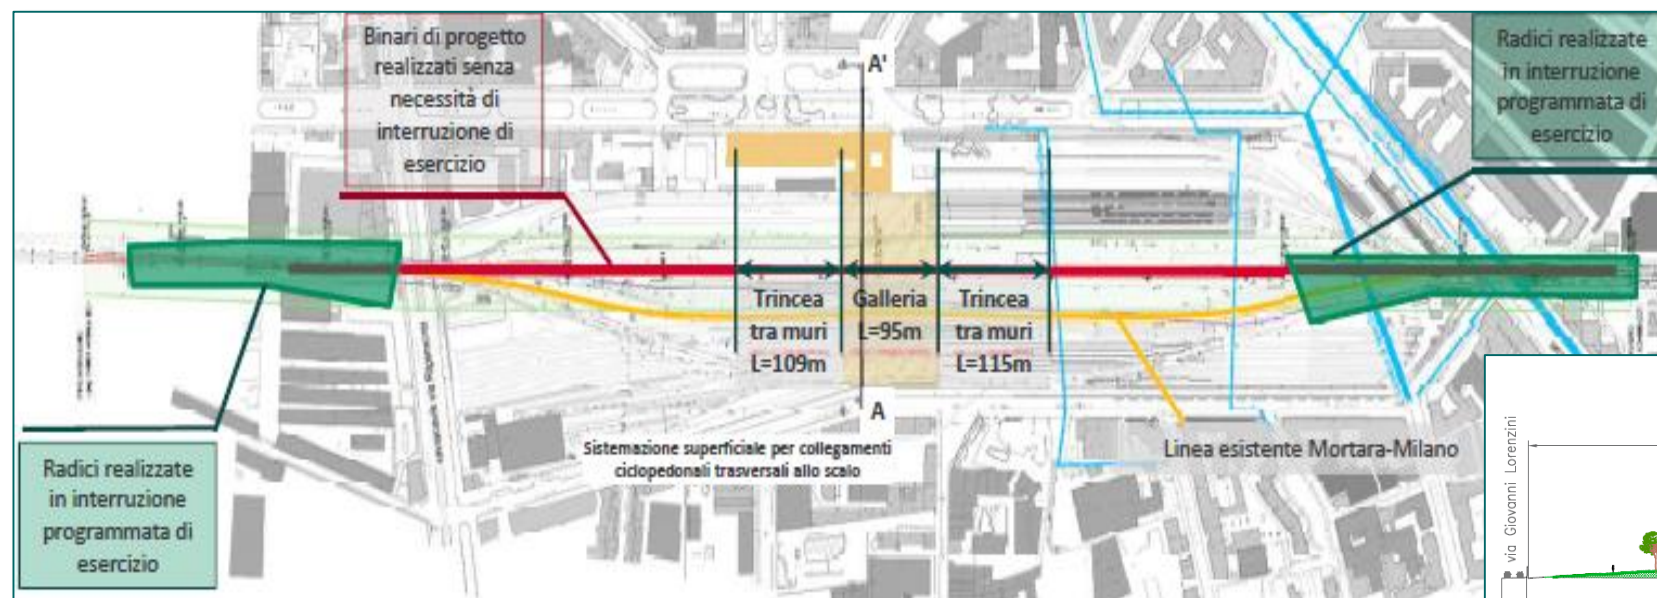 Binari di progetto
realizzati senza
necessità di
interruzione di
esercizio
A'
Radici realizzate
in interruzione
programmata di
esercizio
Trincea
tra muri
L=109m
Galleria
L=95m
Trincea
tra muri
L=115m
A
Sistemazione superficiale per collegamenti
ciclopedonali trasversali allo scalo
Linea esistente Mortara-Milano
Radici realizzate
in interruzione
programmata di
esercizio
via Giovanni Lorenzini